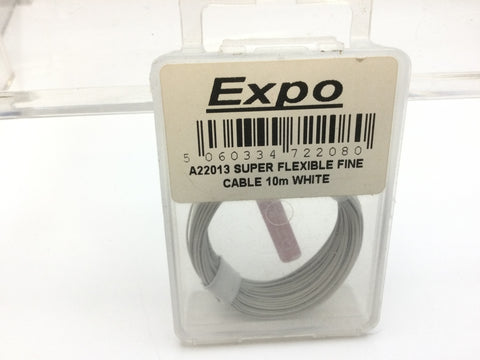 Expo
5 060334 722080
A22013 SUPER FLEXIBLE FINE
CABLE 10m WHITE